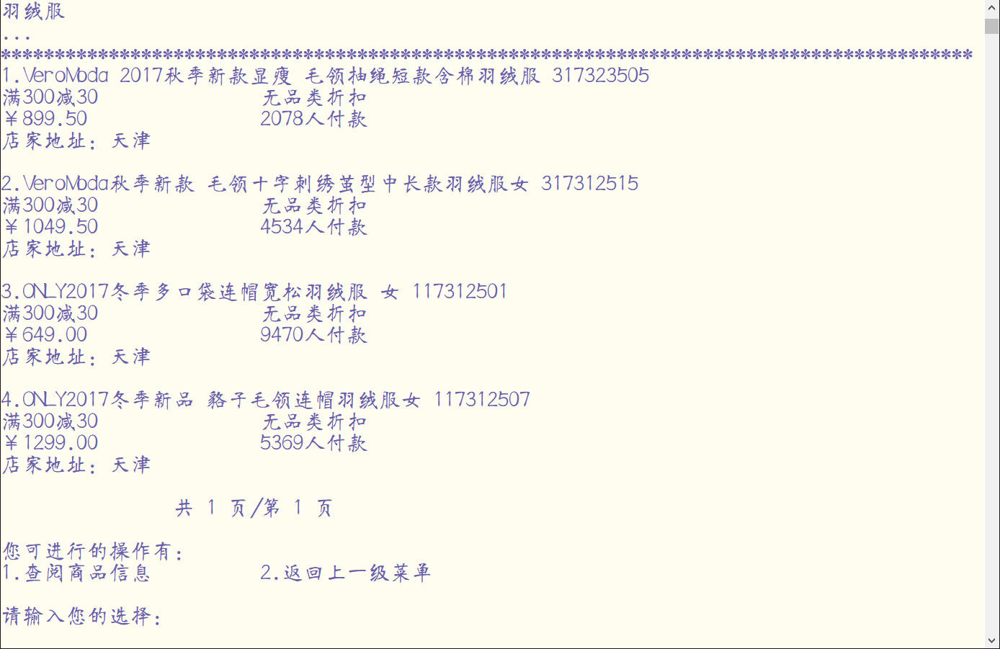 羽绒服
...
******************************************************************************************
1.VeroModa 2017秋季新款显瘦 毛领抽绳短款含棉羽绒服 317323505
满300减30 无品类折扣
￥899.50 2078人付款
店家地址: 天津
2.VeroModa秋季新款 毛领十字刺绣茧型中长款羽绒服女 317312515
满300减30 无品类折扣
￥1049.50 4534人付款
店家地址: 天津
3.ONLY2017冬季多口袋连帽宽松羽绒服 女 117312501
满300减30 无品类折扣
￥649.00 9470人付款
店家地址: 天津
4.ONLY2017冬季新品 貉子毛领连帽羽绒服女 117312507
满300减30 无品类折扣
￥1299.00 5369人付款
店家地址: 天津
共 1 页/第 1 页
您可进行的操作有:
1.查阅商品信息 2.返回上一级菜单
请输入您的选择: